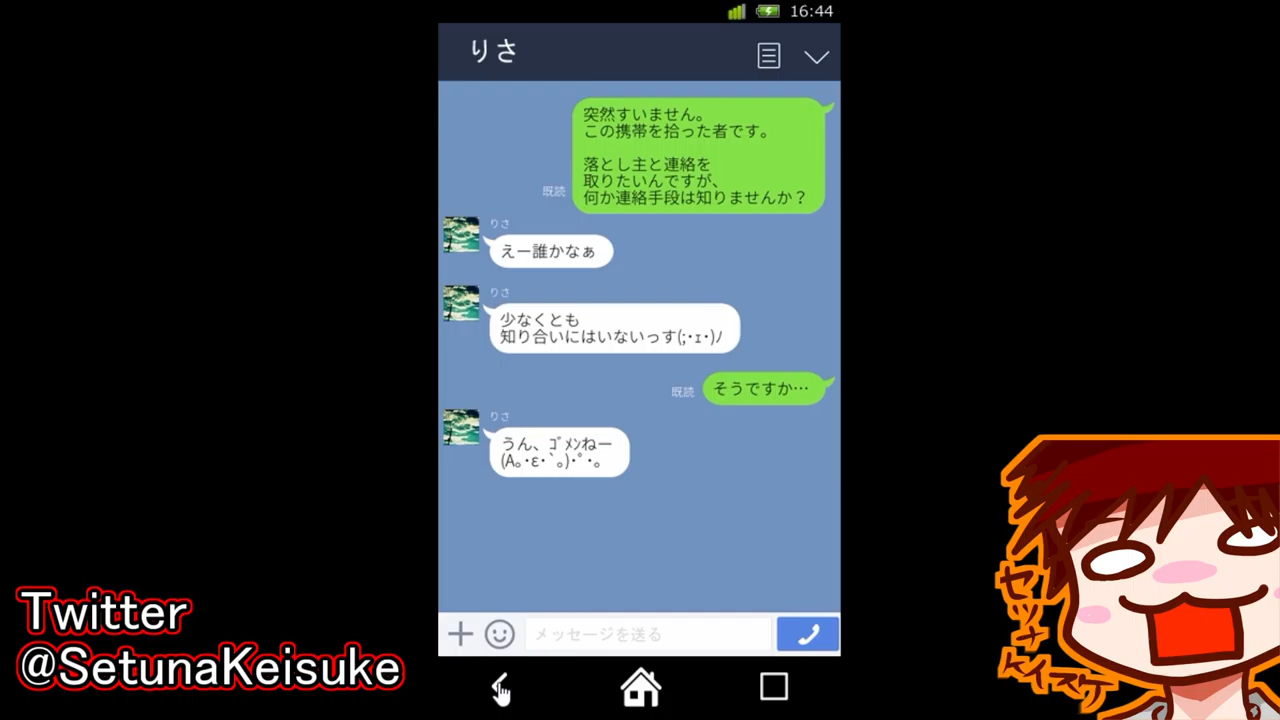 16:44
りさ
突然すいません。
この携帯を拾った者です。
落とし主と連絡を
取りたいんですが、
何か連絡手段は知りませんか？
既読
りさ
えー誰かなぁ
りさ
少なくとも
知り合いにはいないっす(;･ｪ･)ﾉ
既読
そうですか…
りさ
うん、ｺﾞﾒﾝねー
(A｡･ε･`｡)･ﾟ･｡
メッセージを送る
Twitter
@SetunaKeisuke
セツナ
ケイスケ